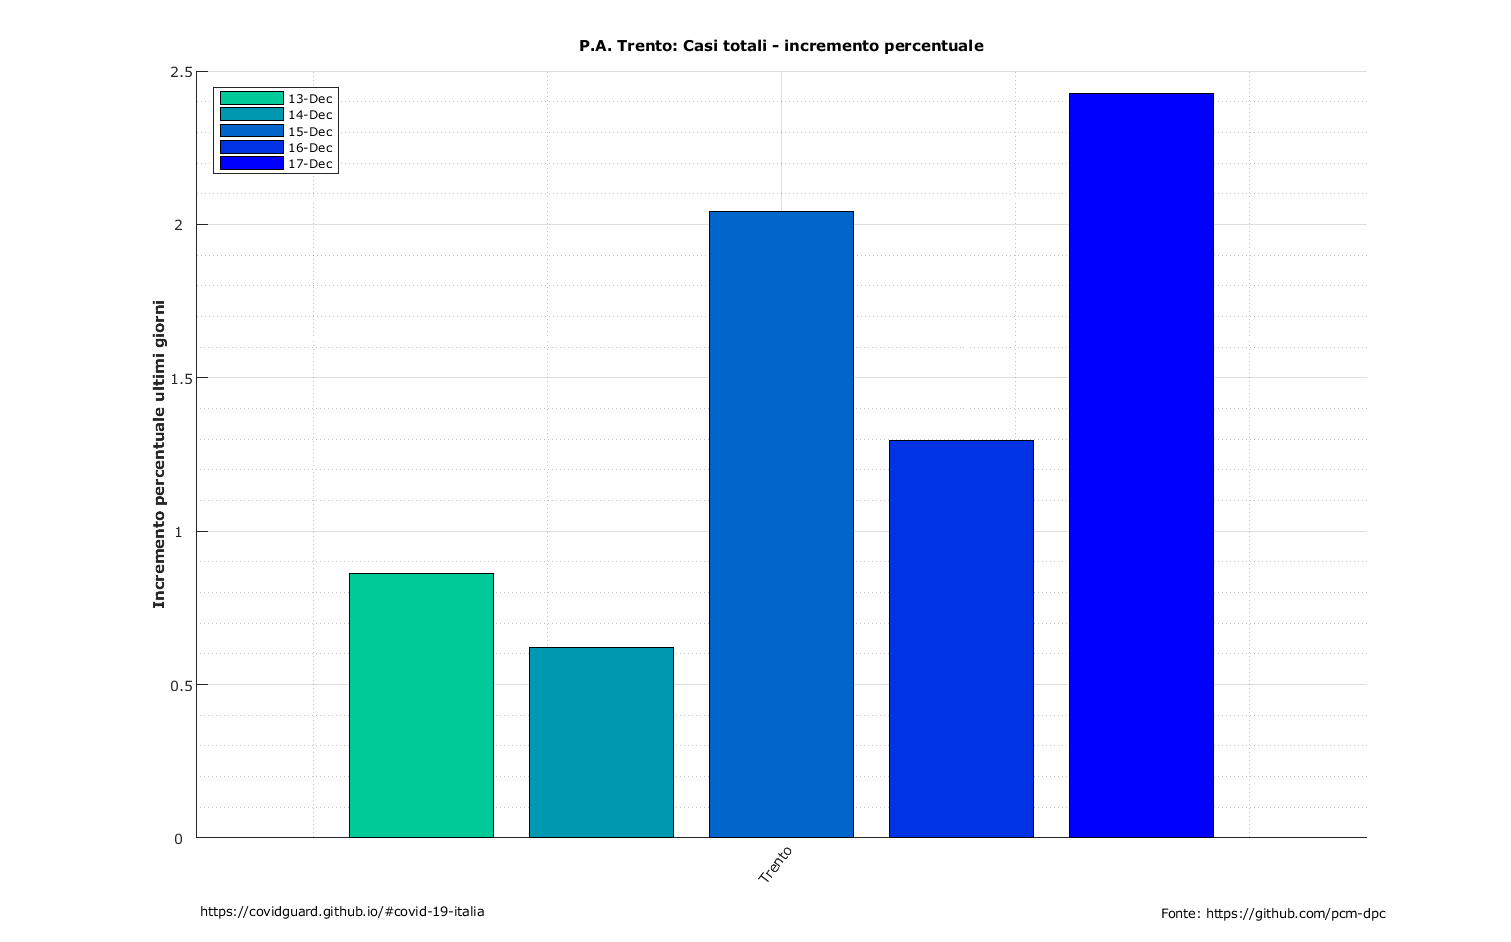 P.A. Trento: Casi totali - incremento percentuale
2.5
2
1.5
1
0.5
0
Incremento percentuale ultimi giorni
13-Dec
14-Dec
15-Dec
16-Dec
17-Dec
Trento
https://covidguard.github.io/#covid-19-italia
Fonte: https://github.com/pcm-dpc